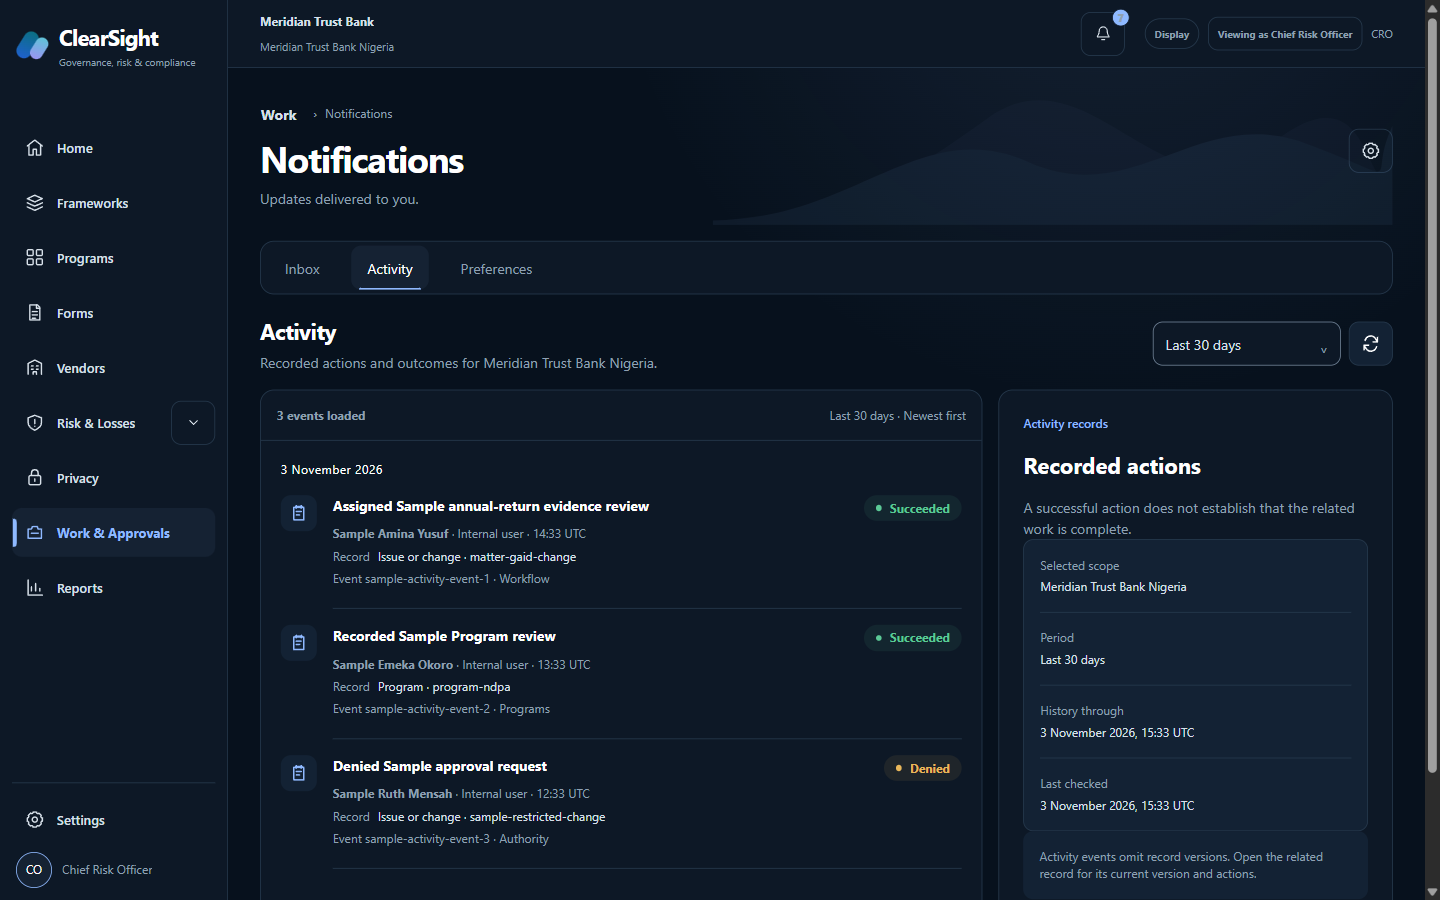 ClearSight
Governance, risk & compliance
Home
Frameworks
Programs
Forms
Vendors
Risk & Losses
Privacy
Work & Approvals
Reports
Settings
CO
Chief Risk Officer
Meridian Trust Bank
Meridian Trust Bank Nigeria
Display
Viewing as Chief Risk Officer
CRO
Work › Notifications
Notifications
Updates delivered to you.
Inbox
Activity
Preferences
Activity
Recorded actions and outcomes for Meridian Trust Bank Nigeria.
Last 30 days
3 events loaded
Last 30 days · Newest first
3 November 2026
Assigned Sample annual-return evidence review
Succeeded
Sample Amina Yusuf · Internal user · 14:33 UTC
Record Issue or change · matter-gaid-change
Event sample-activity-event-1 · Workflow
Recorded Sample Program review
Succeeded
Sample Emeka Okoro · Internal user · 13:33 UTC
Record Program · program-ndpa
Event sample-activity-event-2 · Programs
Denied Sample approval request
Denied
Sample Ruth Mensah · Internal user · 12:33 UTC
Record Issue or change · sample-restricted-change
Event sample-activity-event-3 · Authority
Activity records
Recorded actions
A successful action does not establish that the related
work is complete.
Selected scope
Meridian Trust Bank Nigeria
Period
Last 30 days
History through
3 November 2026, 15:33 UTC
Last checked
3 November 2026, 15:33 UTC
Activity events omit record versions. Open the related
record for its current version and actions.